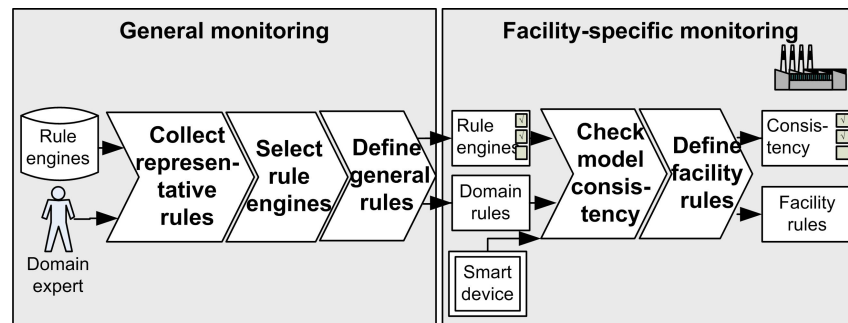 General monitoring
Facility-specific monitoring
Rule
engines
Domain
expert
Collect
represen-
tative
rules
Select
rule
engines
Define
general
rules
Rule
engines
√
√
Domain
rules
Smart
device
Check
model
consis-
tency
Define
facility
rules
Consis-
tency
√
√
Facility
rules